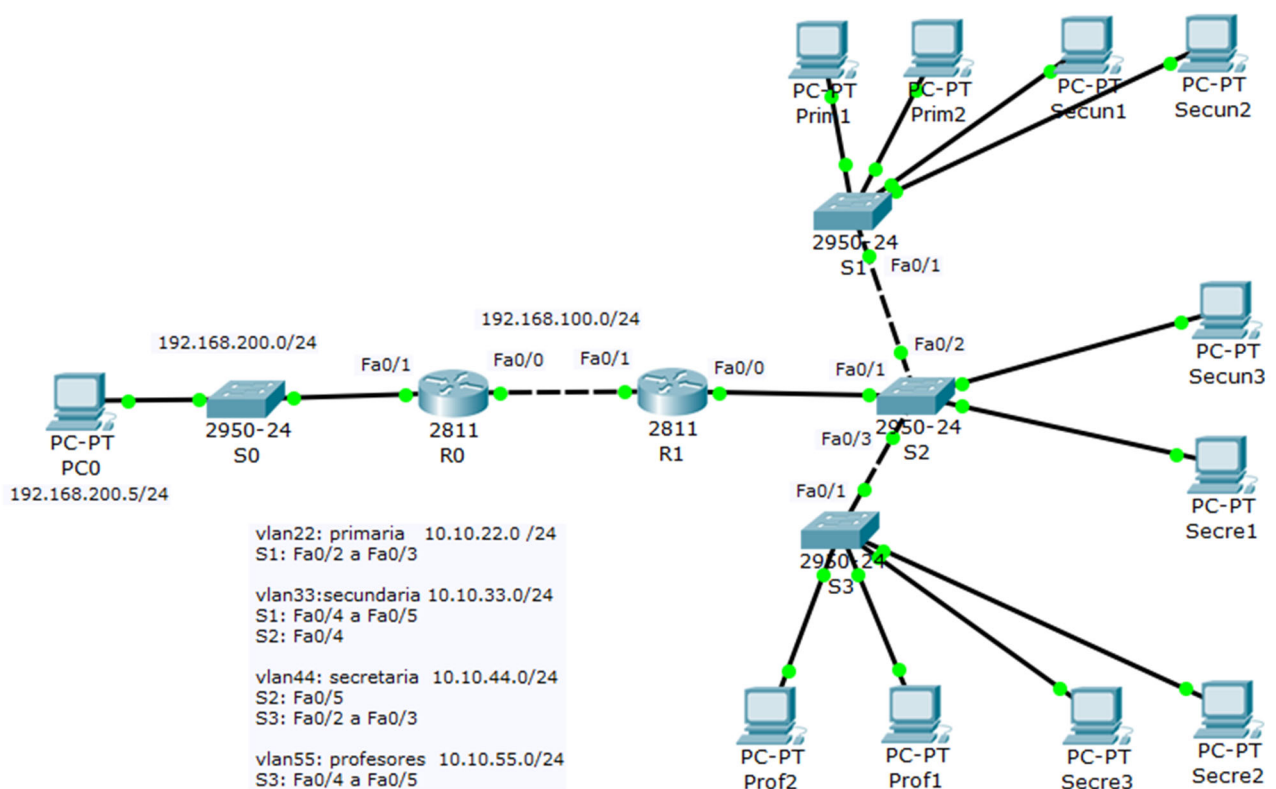 PC-PT
Prim1
PC-PT
Prim2
PC-PT
Secun1
PC-PT
Secun2
2950-24
S1
Fa0/1
192.168.100.0/24
192.168.200.0/24
Fa0/1
Fa0/0
Fa0/1
Fa0/0
Fa0/1
Fa0/2
PC-PT
Secun3
PC-PT
PC0
192.168.200.5/24
2950-24
S0
2811
R0
2811
R1
2950-24
S2
Fa0/3
Fa0/1
PC-PT
Secre1
2950-24
S3
vlan22: primaria 10.10.22.0 /24
S1: Fa0/2 a Fa0/3
vlan33:secundaria 10.10.33.0/24
S1: Fa0/4 a Fa0/5
S2: Fa0/4
vlan44: secretaria 10.10.44.0/24
S2: Fa0/5
S3: Fa0/2 a Fa0/3
vlan55: profesores 10.10.55.0/24
S3: Fa0/4 a Fa0/5
PC-PT
Prof2
PC-PT
Prof1
PC-PT
Secre3
PC-PT
Secre2